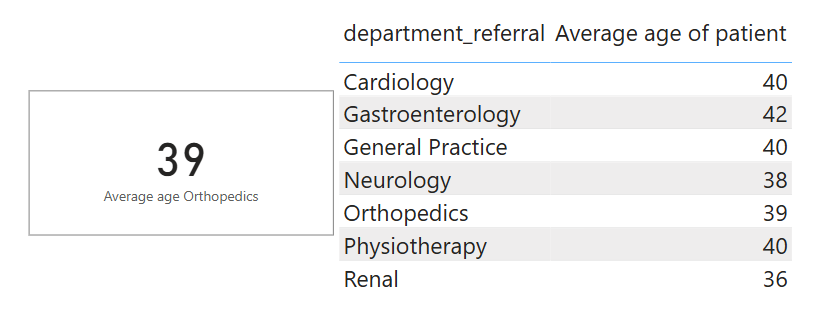 39
Average age Orthopedics
department_referral Average age of patient
Cardiology 40
Gastroenterology 42
General Practice 40
Neurology 38
Orthopedics 39
Physiotherapy 40
Renal 36